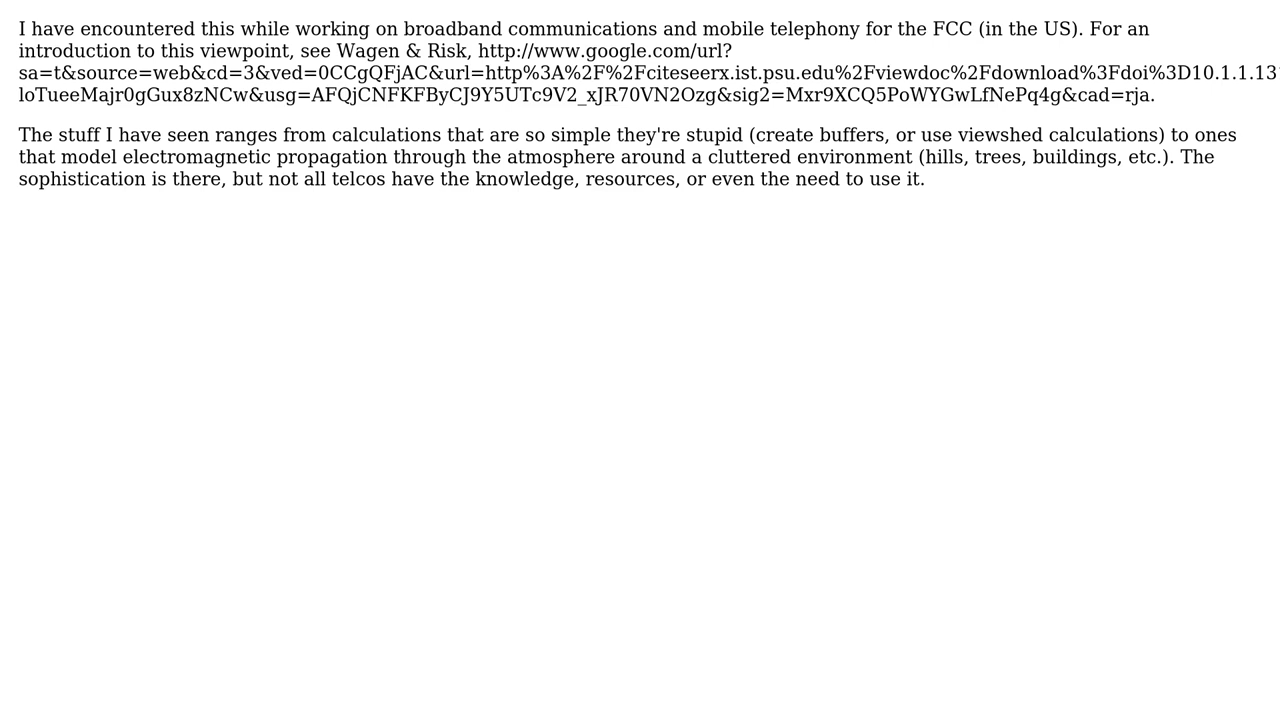 I have encountered this while working on broadband communications and mobile telephony for the FCC (in the US). For an
introduction to this viewpoint, see Wagen & Risk, http://www.google.com/url?
sa=t&source=web&cd=3&ved=0CCgQFjAC&url=http%3A%2F%2Fciteseerx.ist.psu.edu%2Fviewdoc%2Fdownload%3Fdoi%3D10.1.1.13
loTueeMajr0gGux8zNCw&usg=AFQjCNFKFByCJ9Y5UTc9V2_xJR70VN2Ozg&sig2=Mxr9XCQ5PoWYGwLfNePq4g&cad=rja.
The stuff I have seen ranges from calculations that are so simple they're stupid (create buffers, or use viewshed calculations) to ones
that model electromagnetic propagation through the atmosphere around a cluttered environment (hills, trees, buildings, etc.). The
sophistication is there, but not all telcos have the knowledge, resources, or even the need to use it.